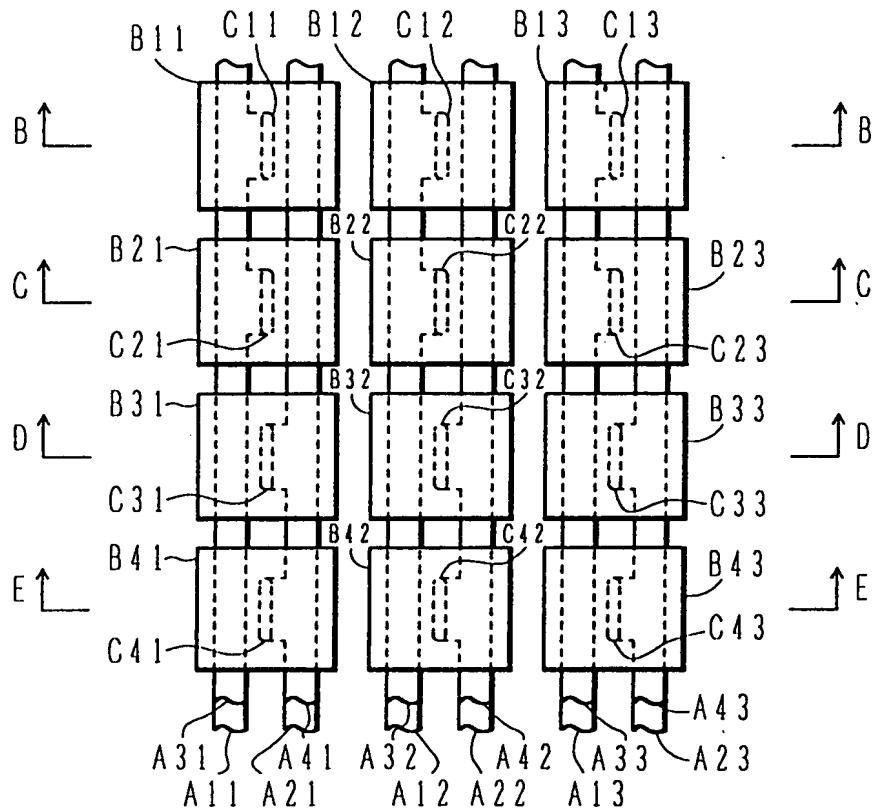 B11 C11 B12 C12 B13 C13
B B
B21 B22 C22 B23
C C
C21 C23
B31 B32 C32 B33
D D
C31 C33
B41 B42 C42 B43
E E
C41 C43
A43
A31 A41 A32 A42 A33 A23
A11 A21 A12 A22 A13